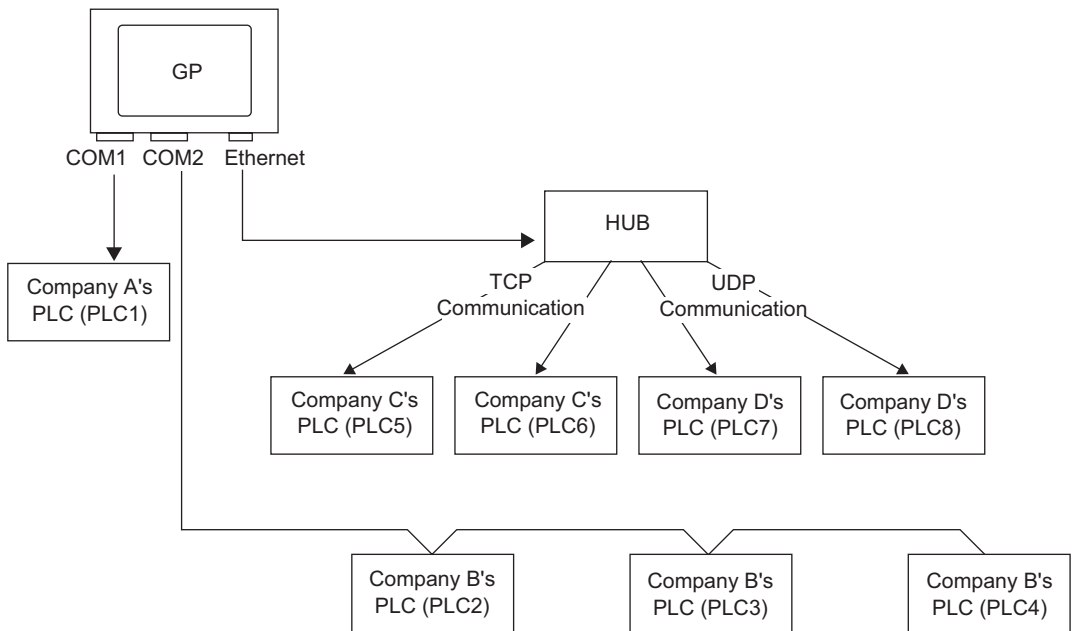 GP
COM1 COM2 Ethernet
HUB
Company A's
PLC (PLC1)
TCP
Communication
UDP
Communication
Company C's
PLC (PLC5)
Company C's
PLC (PLC6)
Company D's
PLC (PLC7)
Company D's
PLC (PLC8)
Company B's
PLC (PLC2)
Company B's
PLC (PLC3)
Company B's
PLC (PLC4)